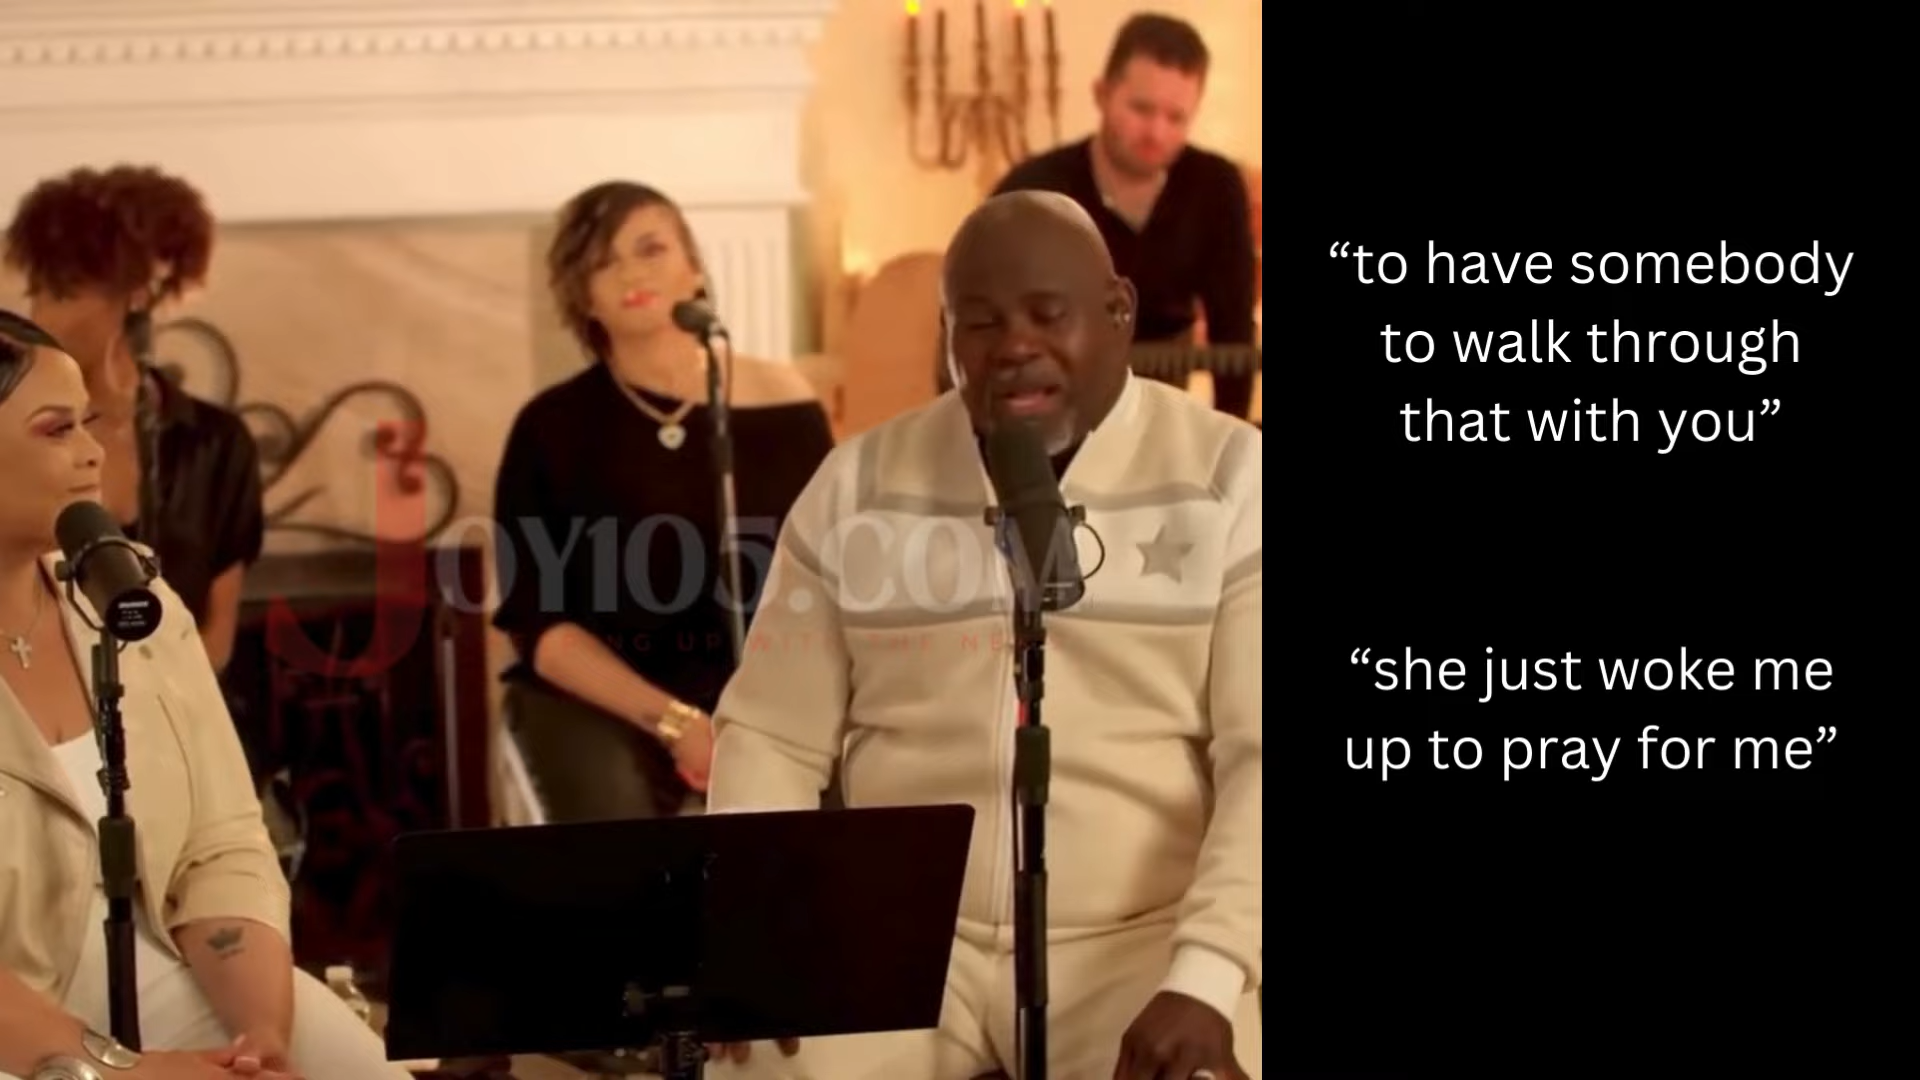 JOY105.COM
“to have somebody
to walk through
that with you”
“she just woke me
up to pray for me”